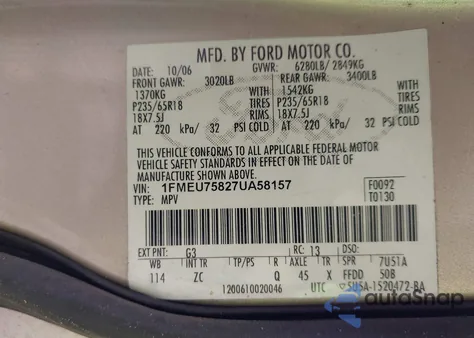 MFD. BY FORD MOTOR CO.
DATE: 10/06 GVWR: 6280LB/ 2849KG
FRONT GAWR: 3020LB REAR GAWR: 3400LB
1370KG 1542KG
P235/65R18 TIRES P235/65R18 TIRES
18X7.5J RIMS 18X7.5J RIMS
AT 220 kPa/ 32 PSI COLD AT 220 kPa/ 32 PSI COLD
THIS VEHICLE CONFORMS TO ALL APPLICABLE FEDERAL MOTOR
VEHICLE SAFETY STANDARDS IN EFFECT ON THE DATE OF
MANUFACTURE SHOWN ABOVE.
VIN: 1FMEU75827UA58157 F0092
TYPE: MPV T0130
EXT PNT: G3 RC: 13 DSO:
WB INT TR TP/PS R AXLE TR SPR 7U51A
114 ZC Q 45 X FFDD 50B
1200610020046 UTC 5U5A-1520472-BA
autoSnap